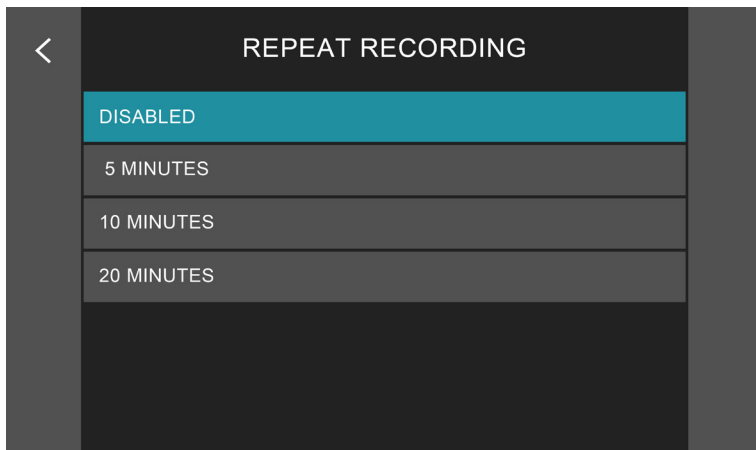 REPEAT RECORDING
DISABLED
5 MINUTES
10 MINUTES
20 MINUTES